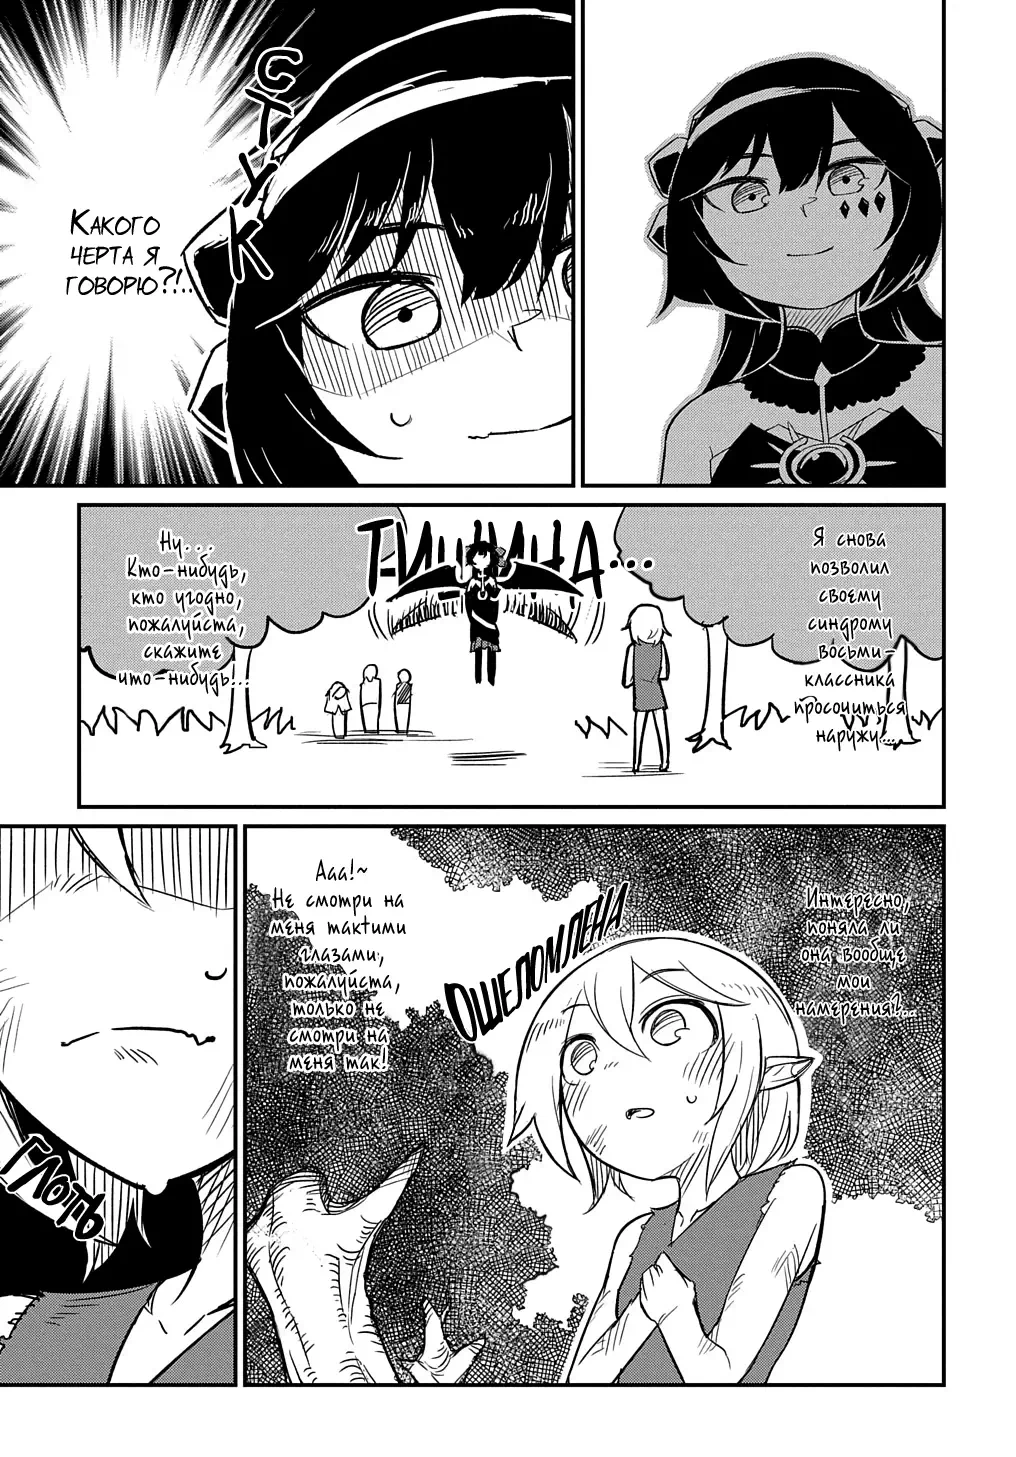 СТУК
Какого
черта я
говорю?!..
Я снова
позволил
своему
синдрому
восьми-
классника
просочиться
наружу...
ТИШИНА...
Ну...
Кто-нибудь,
кто угодно,
пожалуйста,
скажите
что-нибудь...
Интересно,
поняла ли
она вообще
мои
намерения?...
ОШЕЛОМЛЕНА
Ааа!~
Не смотри на
меня такtими
глазами,
пожалуйста,
только не
смотри на
меня так!
ГЛОТЬ